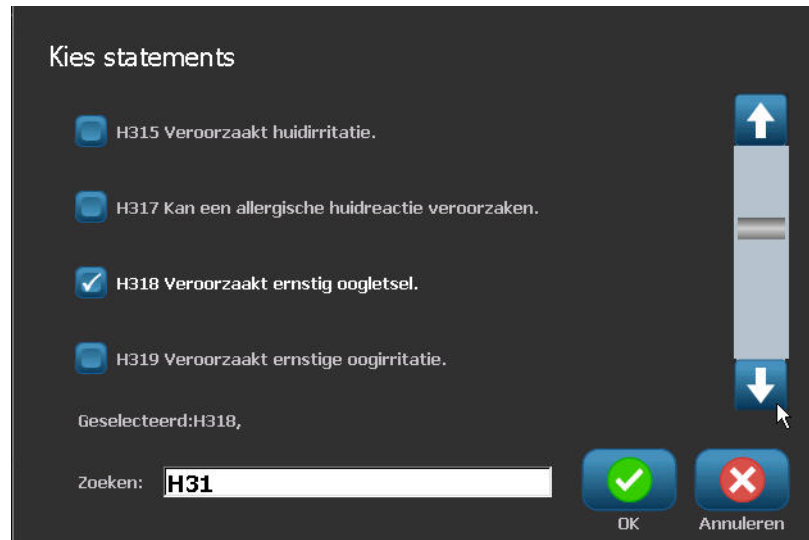 Kies statements
H315 Veroorzaakt huidirritatie.
H317 Kan een allergische huidreactie veroorzaken.
H318 Veroorzaakt ernstig oogletsel.
H319 Veroorzaakt ernstige oogirritatie.
Geselecteerd:H318,
Zoeken: H31
OK Annuleren